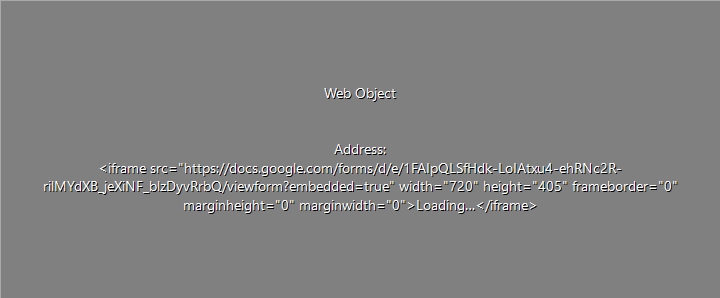 Web Object
Address:
<iframe src="https://docs.google.com/forms/d/e/1FAIpQLSfHdk-LoIAtxu4-ehRNc2R-
rilMYdXB_jeXiNF_blzDyvRrbQ/viewform?embedded=true" width="720" height="405" frameborder="0"
marginheight="0" marginwidth="0">Loading...</iframe>